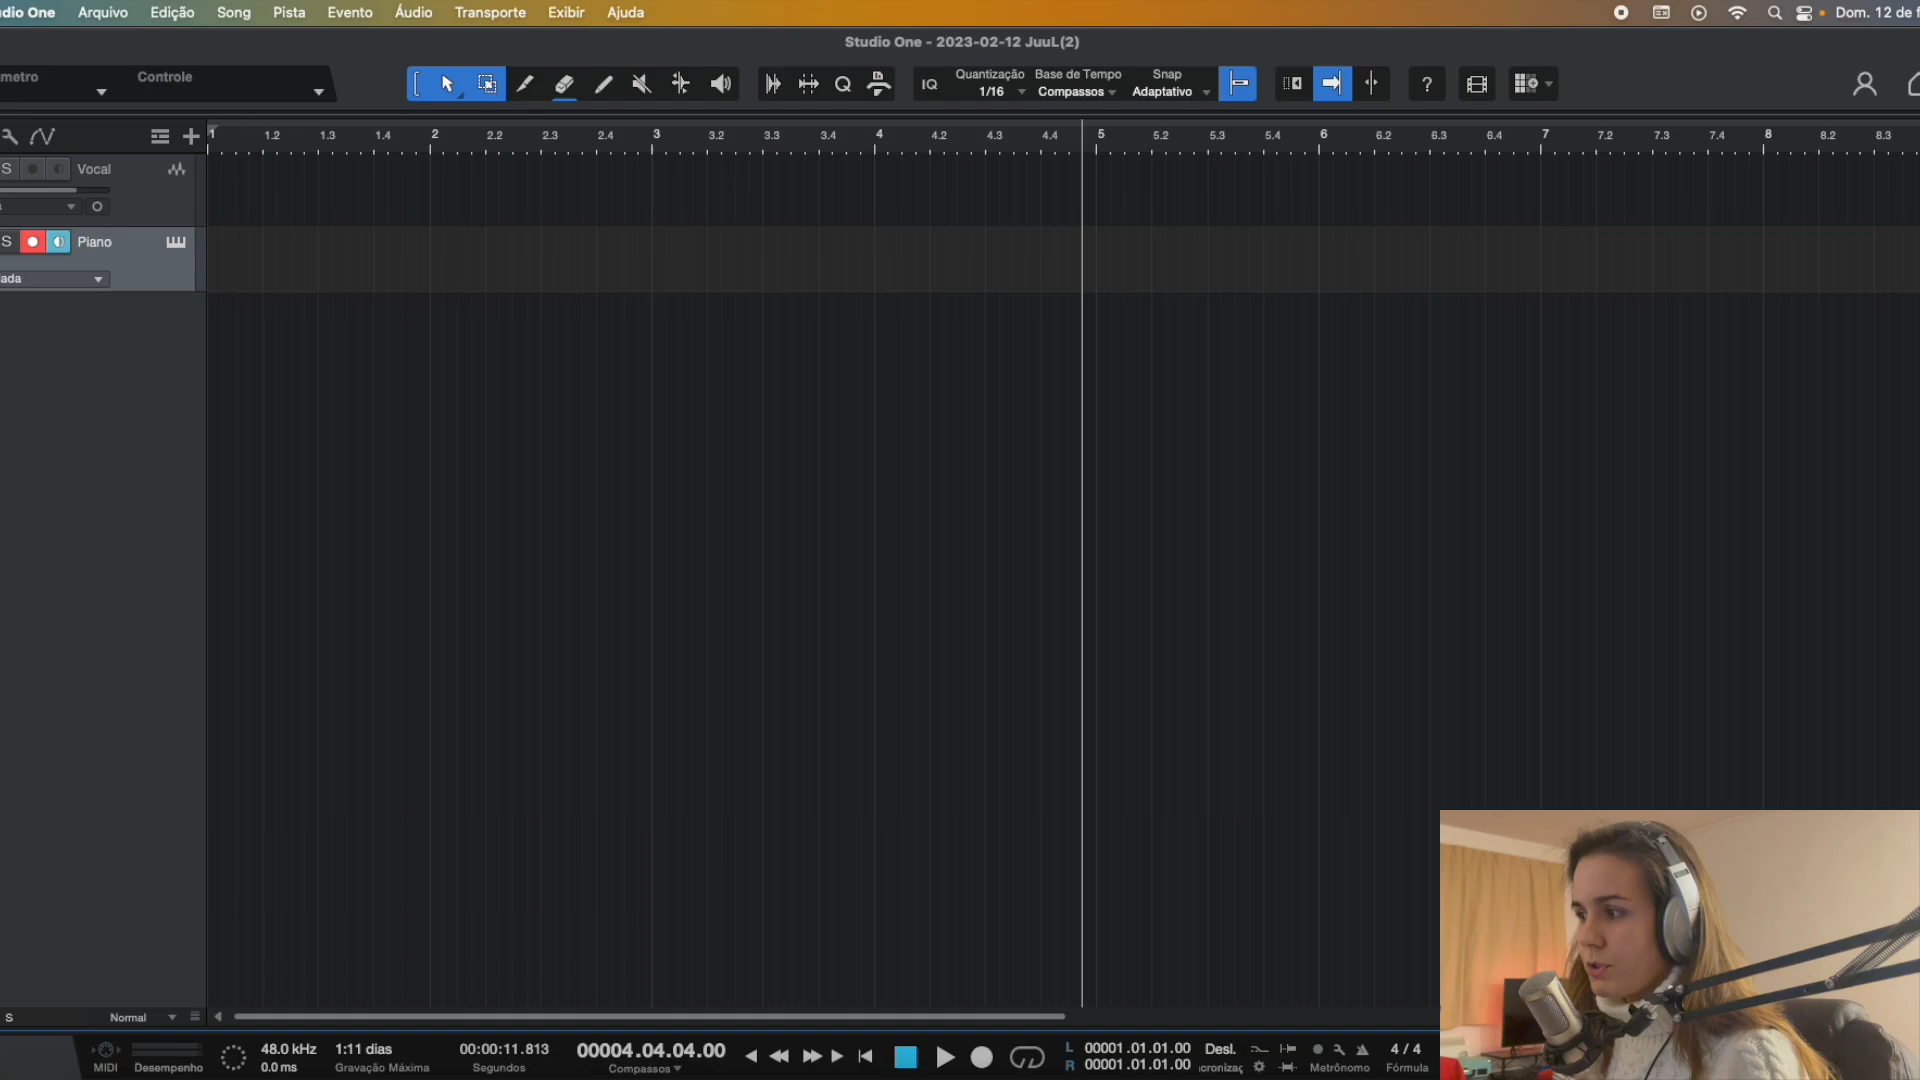 dio One Arquivo Edição Song Pista Evento Áudio Transporte Exibir Ajuda Dom. 12 de f
Studio One - 2023-02-12 JuuL(2)
metro Controle
IQ Quantização Base de Tempo Snap
1/16 Compassos Adaptativo
Q ?
1 1.2 1.3 1.4 2 2.2 2.3 2.4 3 3.2 3.3 3.4 4 4.2 4.3 4.4 5 5.2 5.3 5.4 6 6.2 6.3 6.4 7 7.2 7.3 7.4 8 8.2 8.3
S Vocal
S Piano
ada
S Normal
48.0 kHz 1:11 dias 00:00:11.813 00004.04.04.00 L 00001.01.01.00 Desl. 4 / 4
0.0 ms R 00001.01.01.00
MIDI Desempenho Gravação Máxima Segundos Compassos cronizaç Metrônomo Fórmula